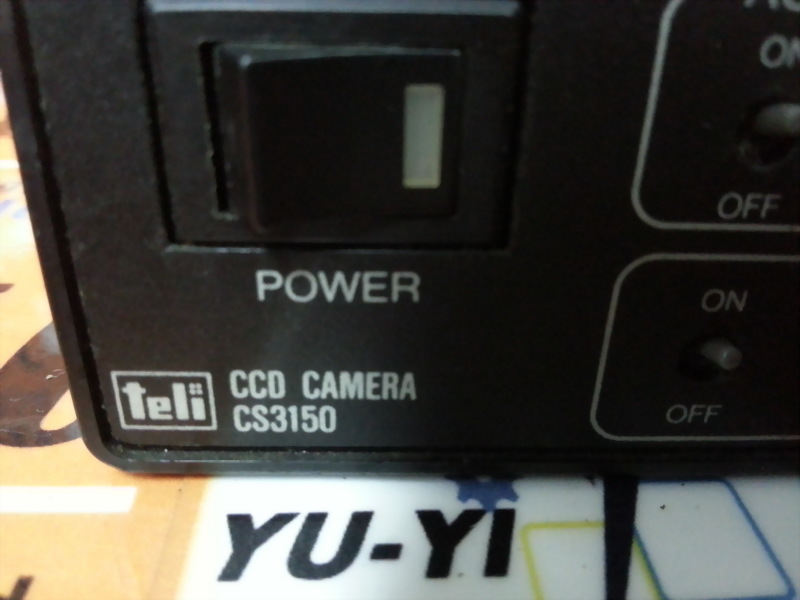 ON
OFF
POWER
ON
OFF
teli CCD CAMERA
CS3150
YU-YI